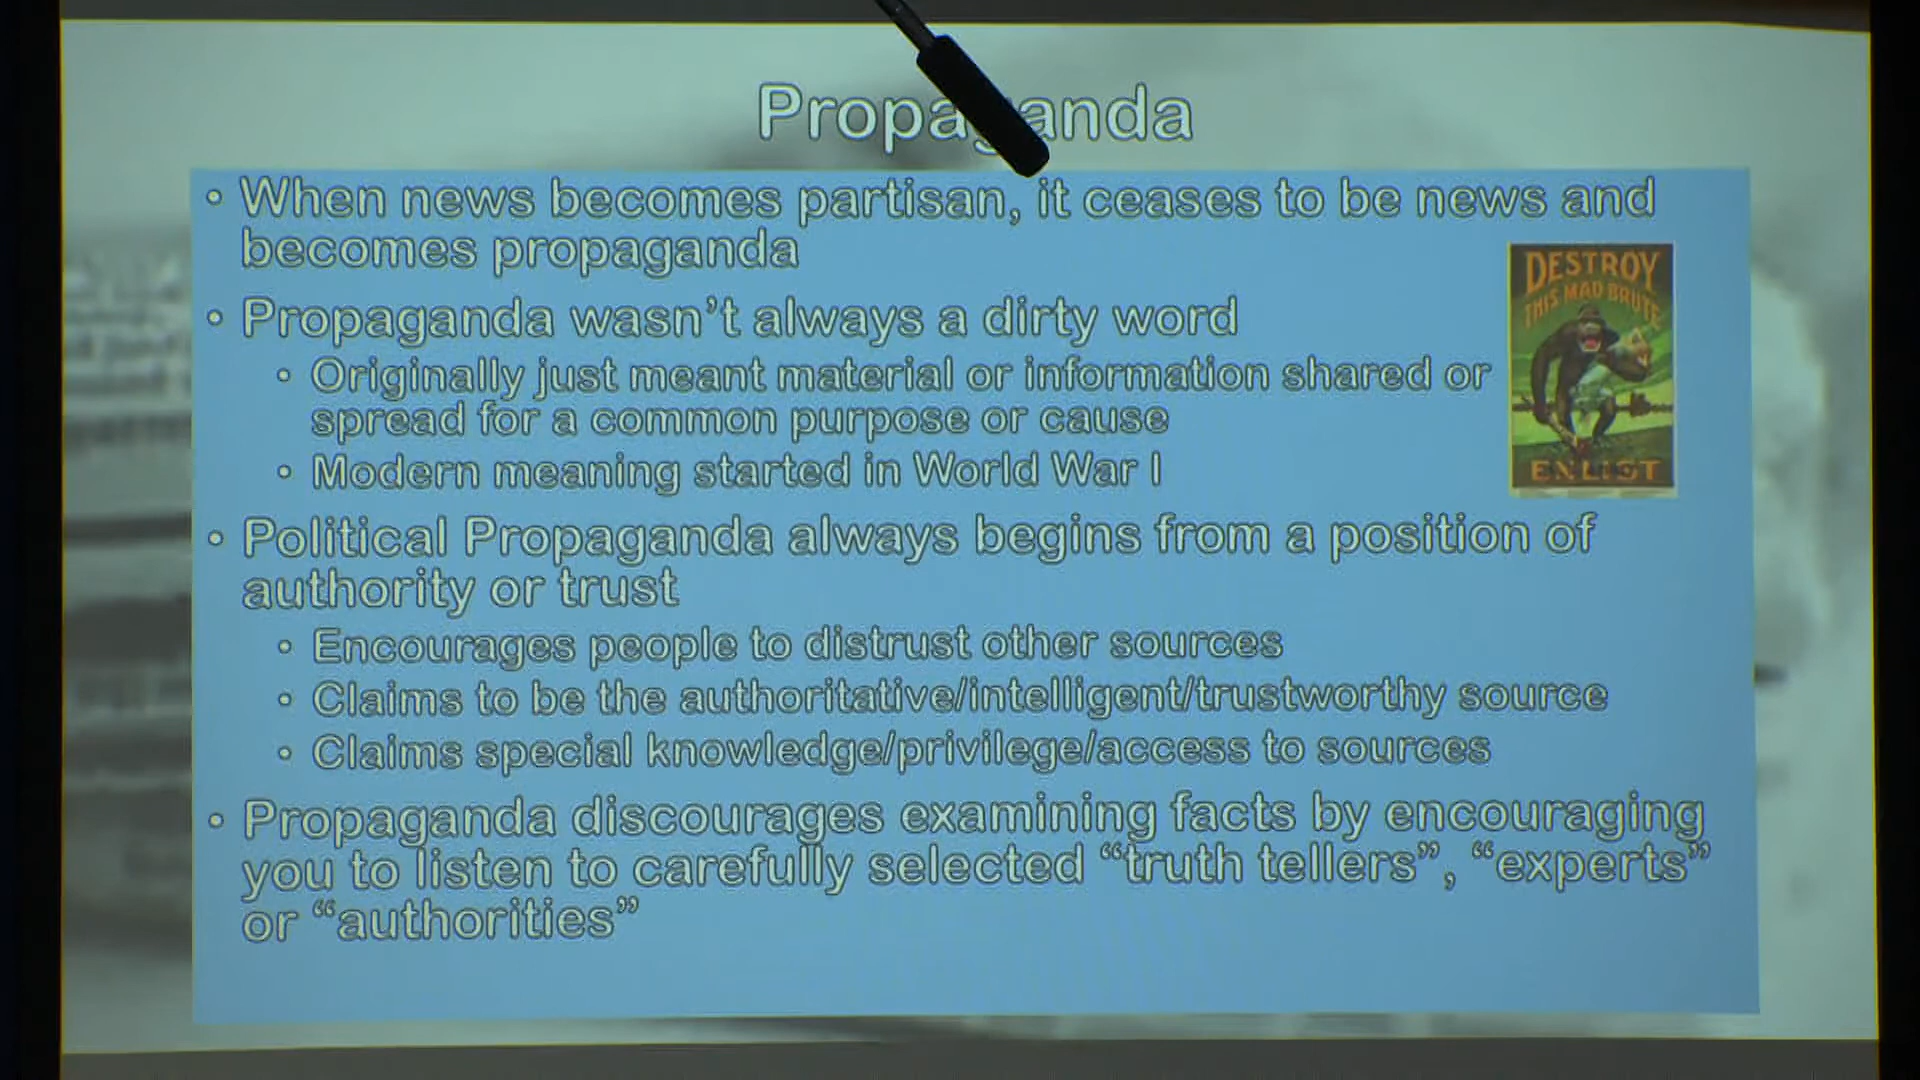 Propaganda
• When news becomes partisan, it ceases to be news and
becomes propaganda
• Propaganda wasn't always a dirty word
• Originally just meant material or information shared or
spread for a common purpose or cause
• Modern meaning started in World War I
DESTROY
THIS MAD BRUTE
ENLIST
• Political Propaganda always begins from a position of
authority or trust
• Encourages people to distrust other sources
• Claims to be the authoritative/intelligent/trustworthy source
• Claims special knowledge/privilege/access to sources
• Propaganda discourages examining facts by encouraging
you to listen to carefully selected “truth tellers”, “experts”
or “authorities”